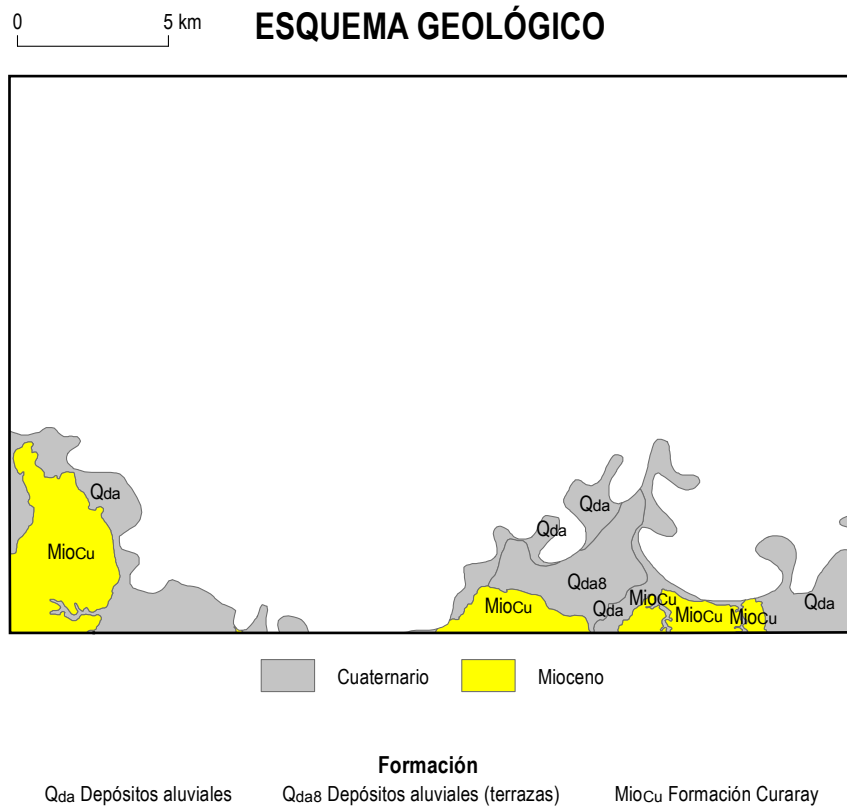 0 5 km ESQUEMA GEOLÓGICO
Qda
Qda
Qda
MioCu
Qda8
MioCu
MioCu
Qda
Qda
MioCu
MioCu
Cuaternario Mioceno
Formación
Qda Depósitos aluviales Qda8 Depósitos aluviales (terrazas) MioCu Formación Curaray